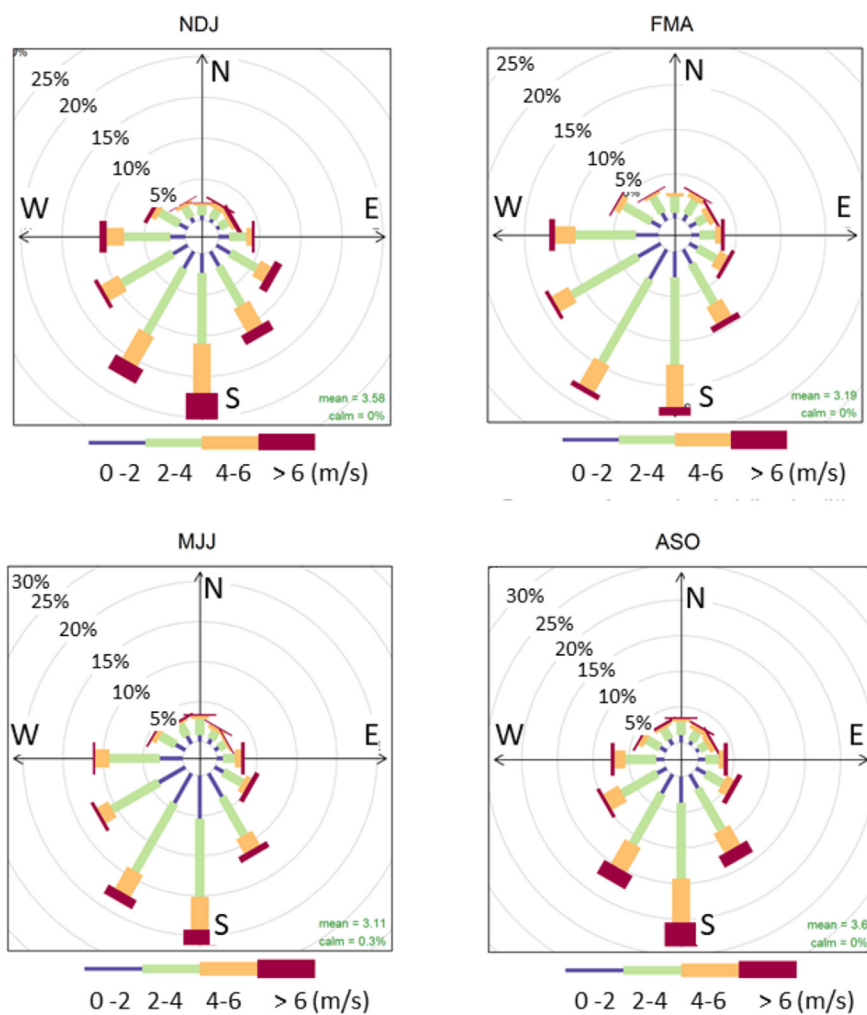 NDJ
N
25%
20%
15%
10%
5%
W
E
S
mean = 3.58
calm = 0%
0 -2 2-4 4-6 > 6 (m/s)
FMA
N
25%
20%
15%
10%
5%
W
E
S
mean = 3.19
calm = 0%
0 -2 2-4 4-6 > 6 (m/s)
MJJ
N
30%
25%
20%
15%
10%
5%
W
E
S
mean = 3.11
calm = 0.3%
0 -2 2-4 4-6 > 6 (m/s)
ASO
N
30%
25%
20%
15%
10%
5%
W
E
S
mean = 3.6
calm = 0%
0 -2 2-4 4-6 > 6 (m/s)